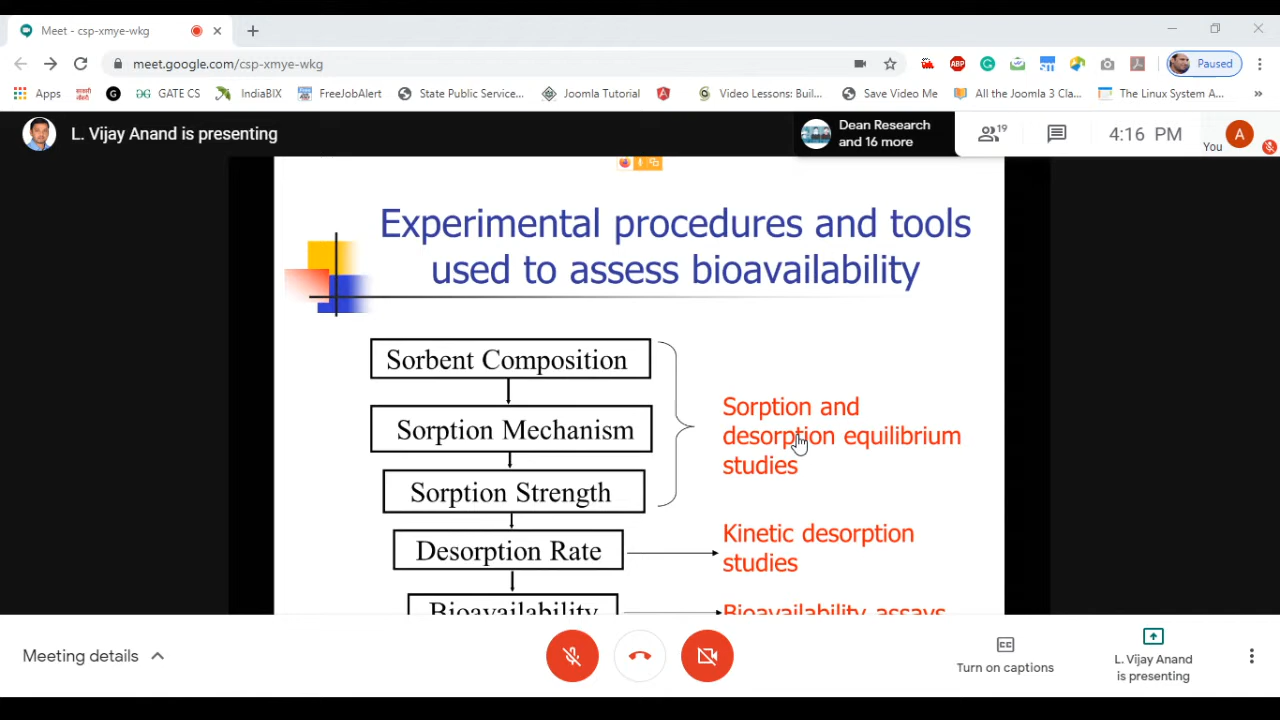 Meet - csp-xmye-wkg
meet.google.com/csp-xmye-wkg
Paused
Apps
GATE CS
IndiaBIX
FreeJobAlert
State Public Service...
Joomla Tutorial
Video Lessons: Buil...
Save Video Me
All the Joomla 3 Cla...
The Linux System A...
L. Vijay Anand is presenting
Dean Research
and 16 more
19
4:16 PM
You
A
Experimental procedures and tools
used to assess bioavailability
Sorbent Composition
Sorption Mechanism
Sorption Strength
Sorption and
desorption equilibrium
studies
Desorption Rate
Kinetic desorption
studies
Bioavailability
Bioavailability assays
Meeting details
Turn on captions
L. Vijay Anand
is presenting